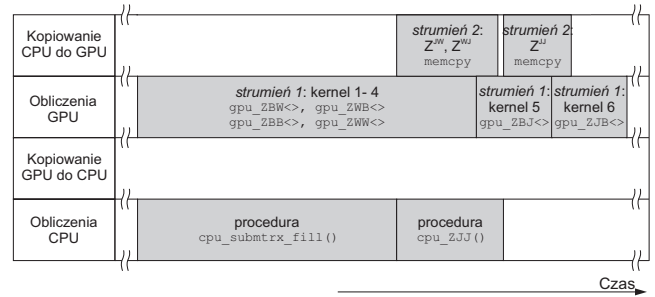 Kopiowanie
CPU do GPU
strumień 2:
Z^JW, Z^WJ
memcpy
strumień 2:
Z^JJ
memcpy
Obliczenia
GPU
strumień 1: kernel 1- 4
gpu_ZBW<>, gpu_ZWB<>
gpu_ZBB<>, gpu_ZWW<>
strumień 1:
kernel 5
gpu_ZBJ<>
strumień 1:
kernel 6
gpu_ZJB<>
Kopiowanie
GPU do CPU
Obliczenia
CPU
procedura
cpu_submtrx_fill()
procedura
cpu_ZJJ()
Czas